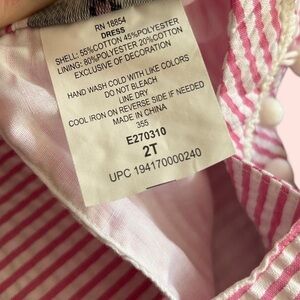 RN 18854
DRESS
SHELL: 55%COTTON 45%POLYESTER
LINING: 80%POLYESTER 20%COTTON
EXCLUSIVE OF DECORATION
HAND WASH COLD WITH LIKE COLORS
DO NOT BLEACH
LINE DRY
COOL IRON ON REVERSE SIDE IF NEEDED
MADE IN CHINA
355
E270310
2T
UPC 194170000240